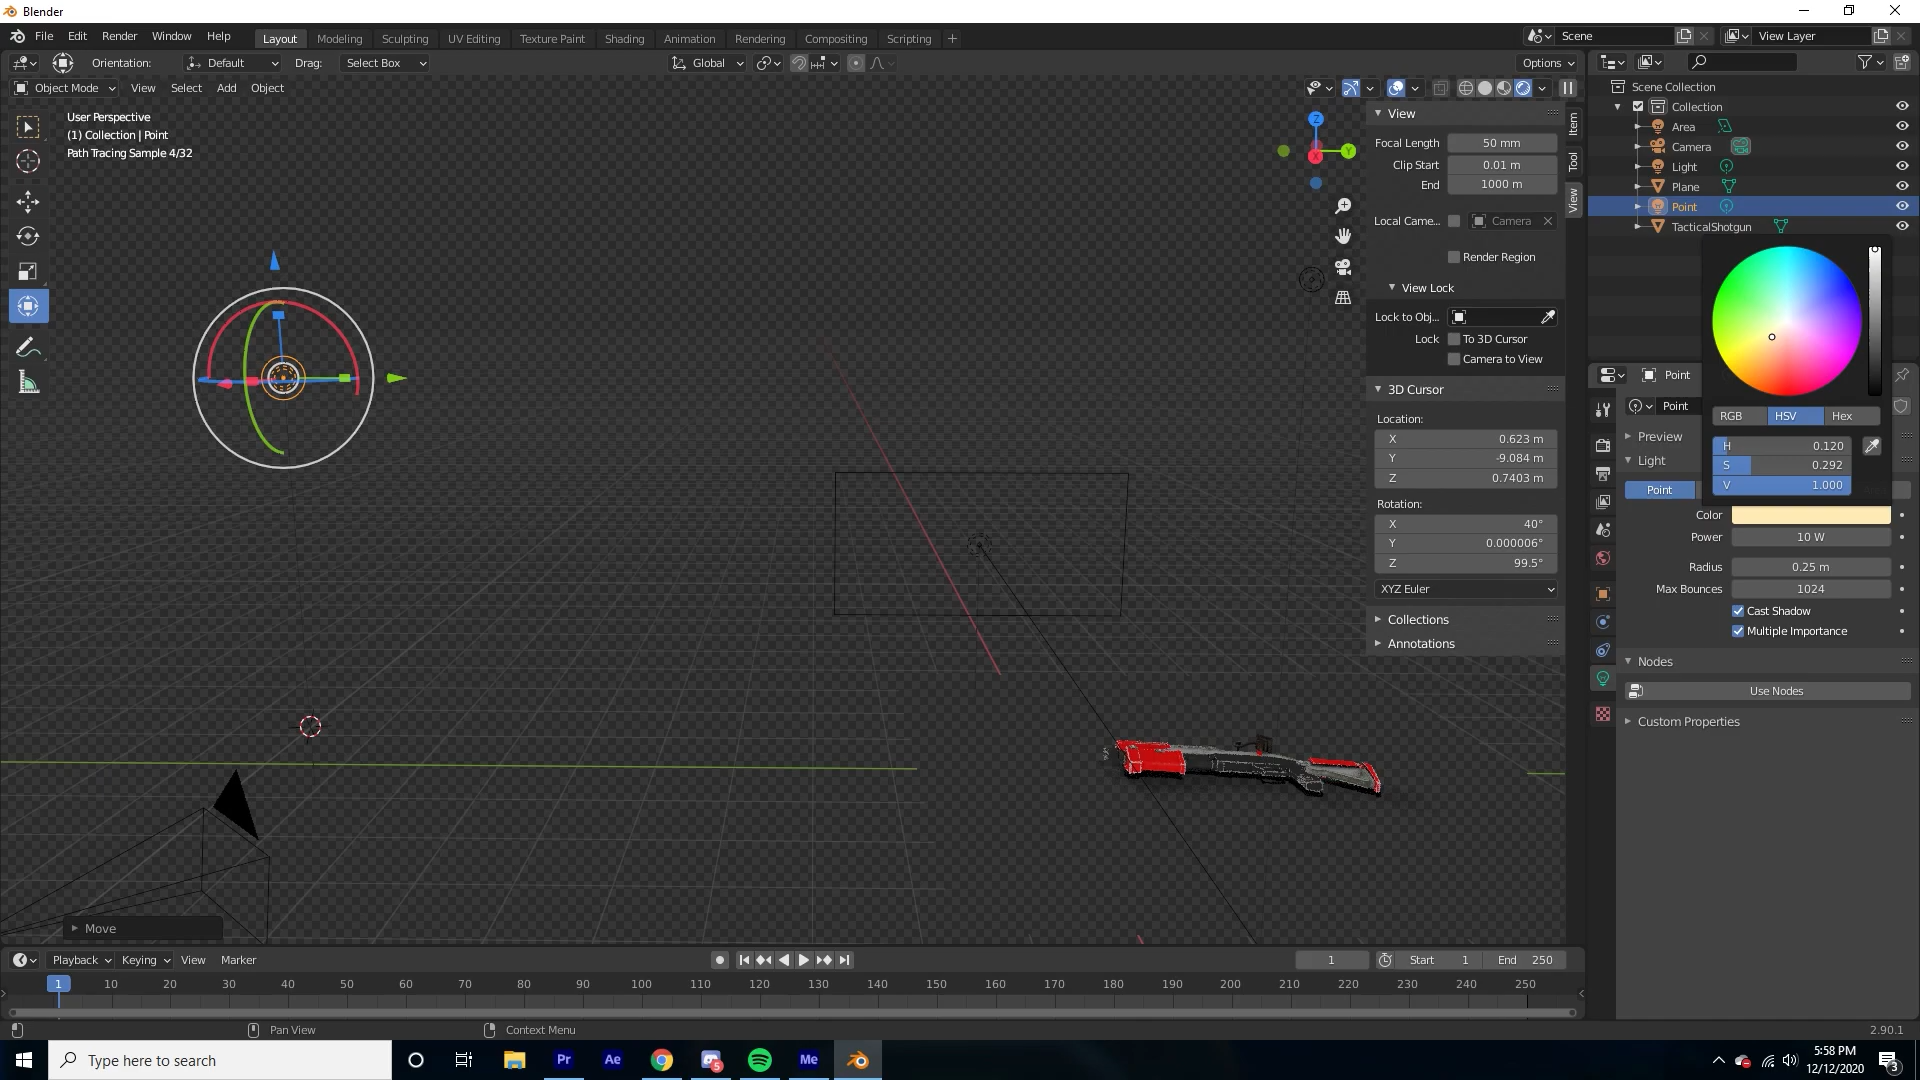 Blender
File Edit Render Window Help
Layout Modeling Sculpting UV Editing Texture Paint Shading Animation Rendering Compositing Scripting +
Scene
View Layer
Orientation: Default Drag: Select Box
Global
Options
Object Mode View Select Add Object
User Perspective
(1) Collection | Point
Path Tracing Sample 4/32
Z
Y
X
View
Focal Length 50 mm
Clip Start 0.01 m
End 1000 m
Local Came... Camera
Render Region
View Lock
Lock to Obj...
Lock To 3D Cursor
Camera to View
3D Cursor
Location:
X 0.623 m
Y -9.084 m
Z 0.7403 m
Rotation:
X 40°
Y 0.000006°
Z 99.5°
XYZ Euler
Collections
Annotations
Item
Tool
View
Scene Collection
Collection
Area
Camera
Light
Plane
Point
TacticalShotgun
RGB HSV Hex
H 0.120
S 0.292
V 1.000
Point
Point
Preview
Light
Point
Color
Power 10 W
Radius 0.25 m
Max Bounces 1024
Cast Shadow
Multiple Importance
Nodes
Use Nodes
Custom Properties
Move
Playback Keying View Marker
1 Start 1 End 250
1 10 20 30 40 50 60 70 80 90 100 110 120 130 140 150 160 170 180 190 200 210 220 230 240 250
Pan View
Context Menu
2.90.1
Type here to search
Pr Ae 5 Me
5:58 PM
12/12/2020
3